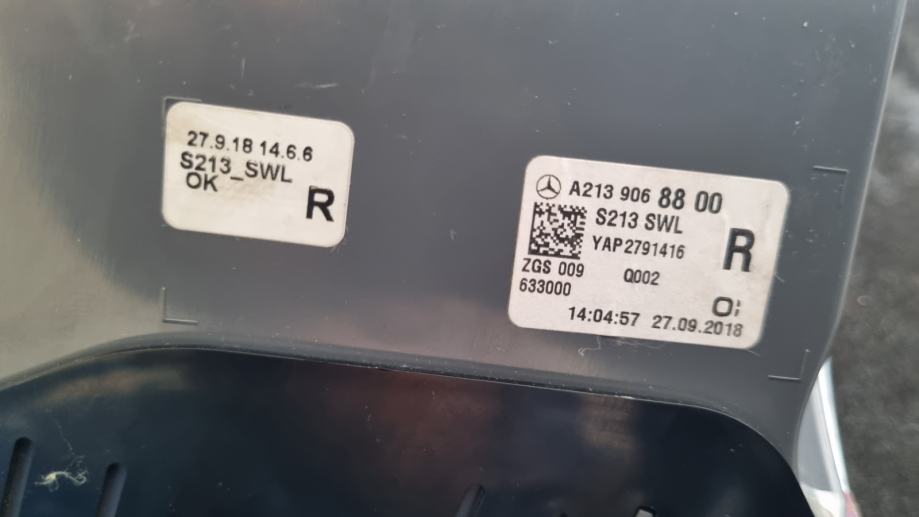 27.9.18 14.6.6
S213_SWL
OK
R
A213 906 88 00
S213 SWL
YAP2791416
R
ZGS 009
Q002
633000
14:04:57 27.09.2018